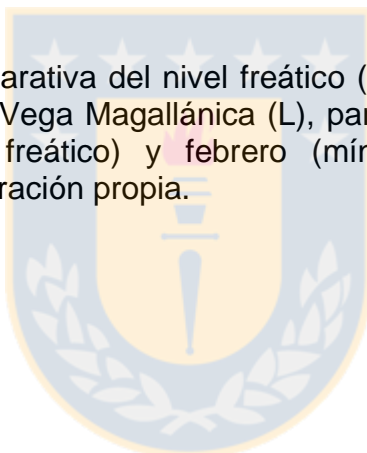 arativa del nivel freático (
Vega Magallánica (L), par
freático) y febrero (mín
ración propia.